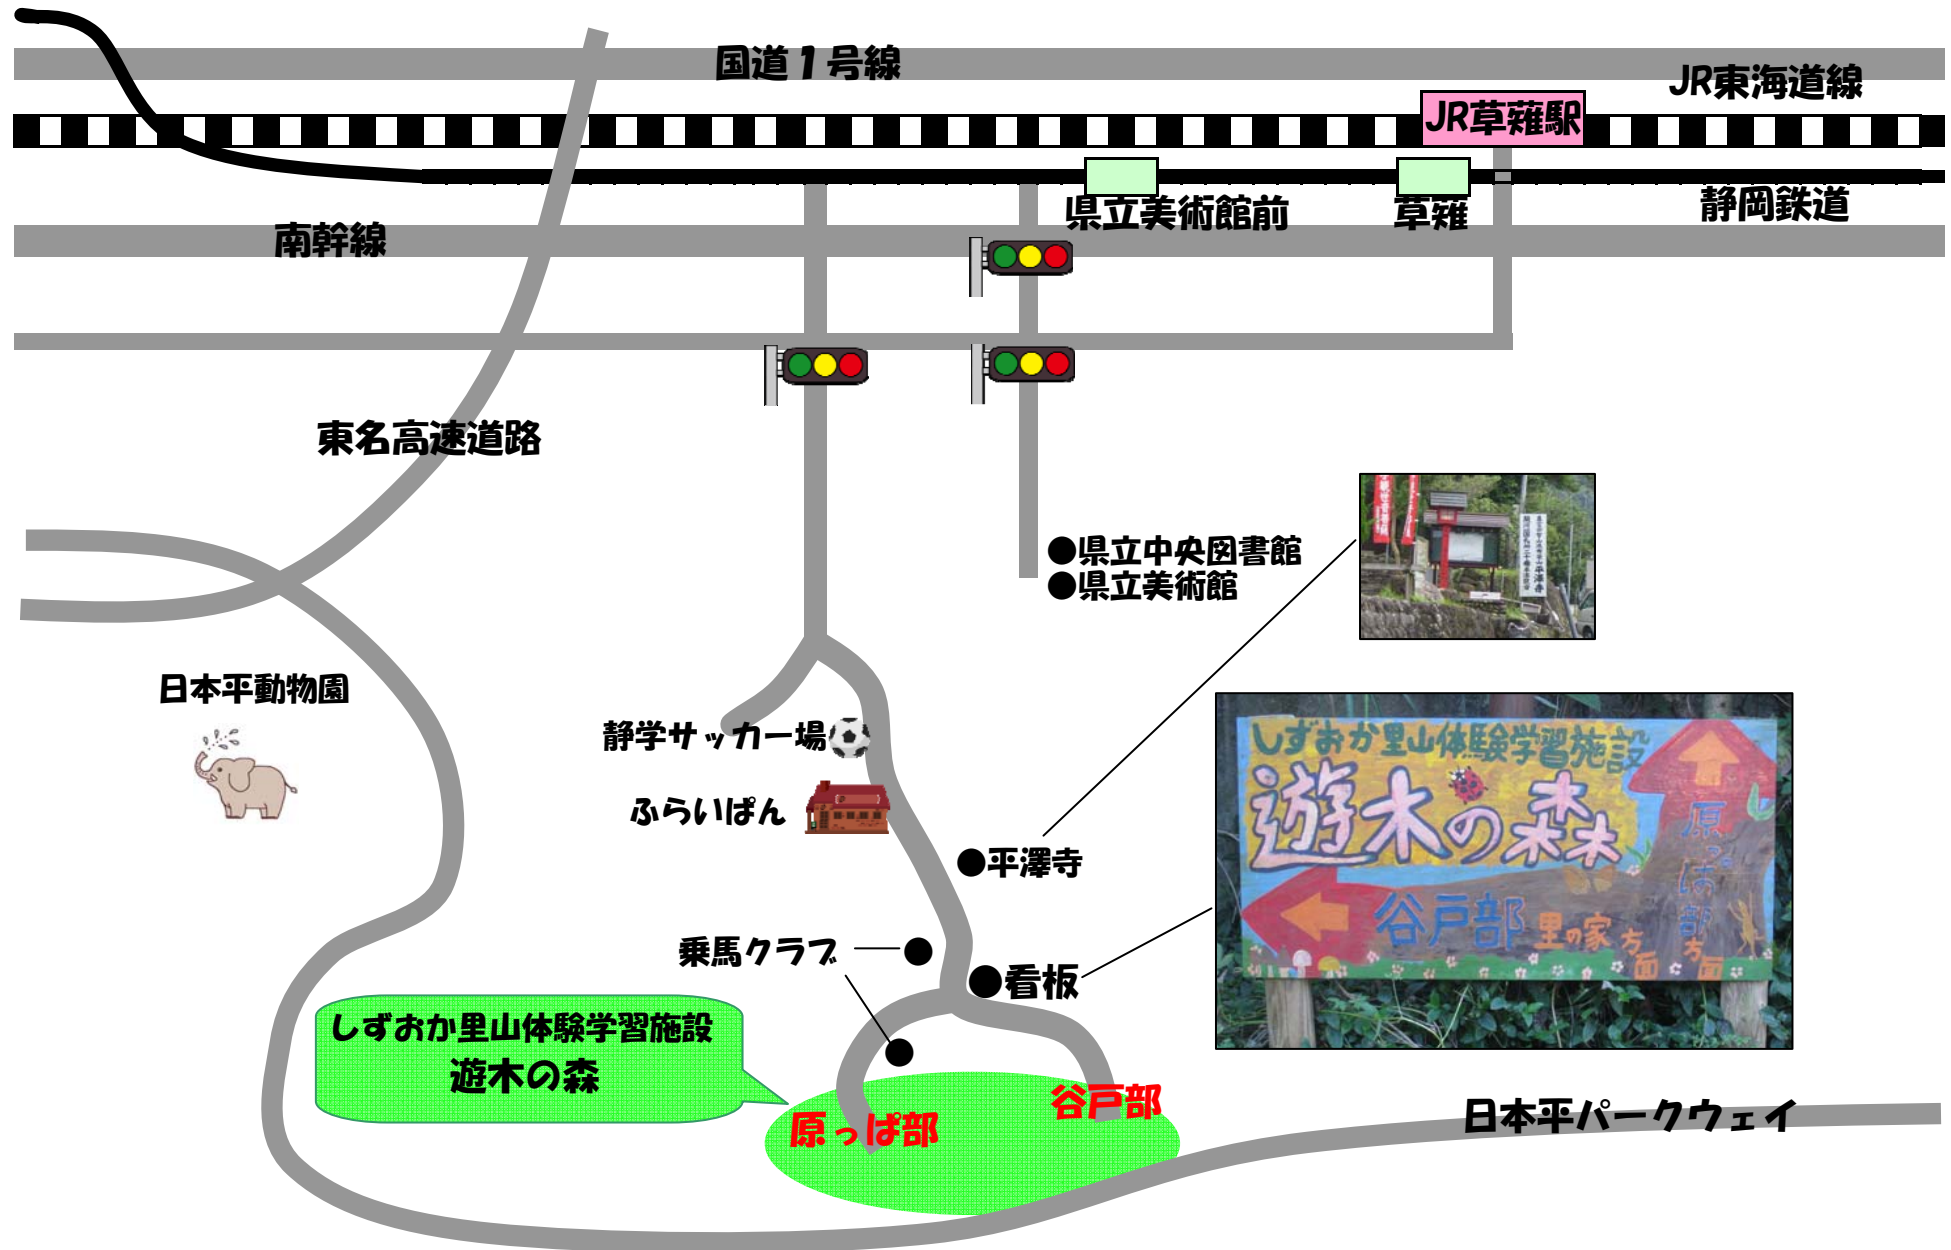 国道1号線
JR東海道線
JR草薙駅
県立美術館前
草薙
静岡鉄道
南幹線
東名高速道路
●県立中央図書館
●県立美術館
平澤寺
日本平動物園
静学サッカー場
ふらいぱん
●平澤寺
しずおか里山体験学習施設
遊木の森
原っぱ部
方面
谷戸部 里の家 方面
乗馬クラブ
●看板
しずおか里山体験学習施設
遊木の森
原っぱ部
谷戸部
日本平パークウェイ